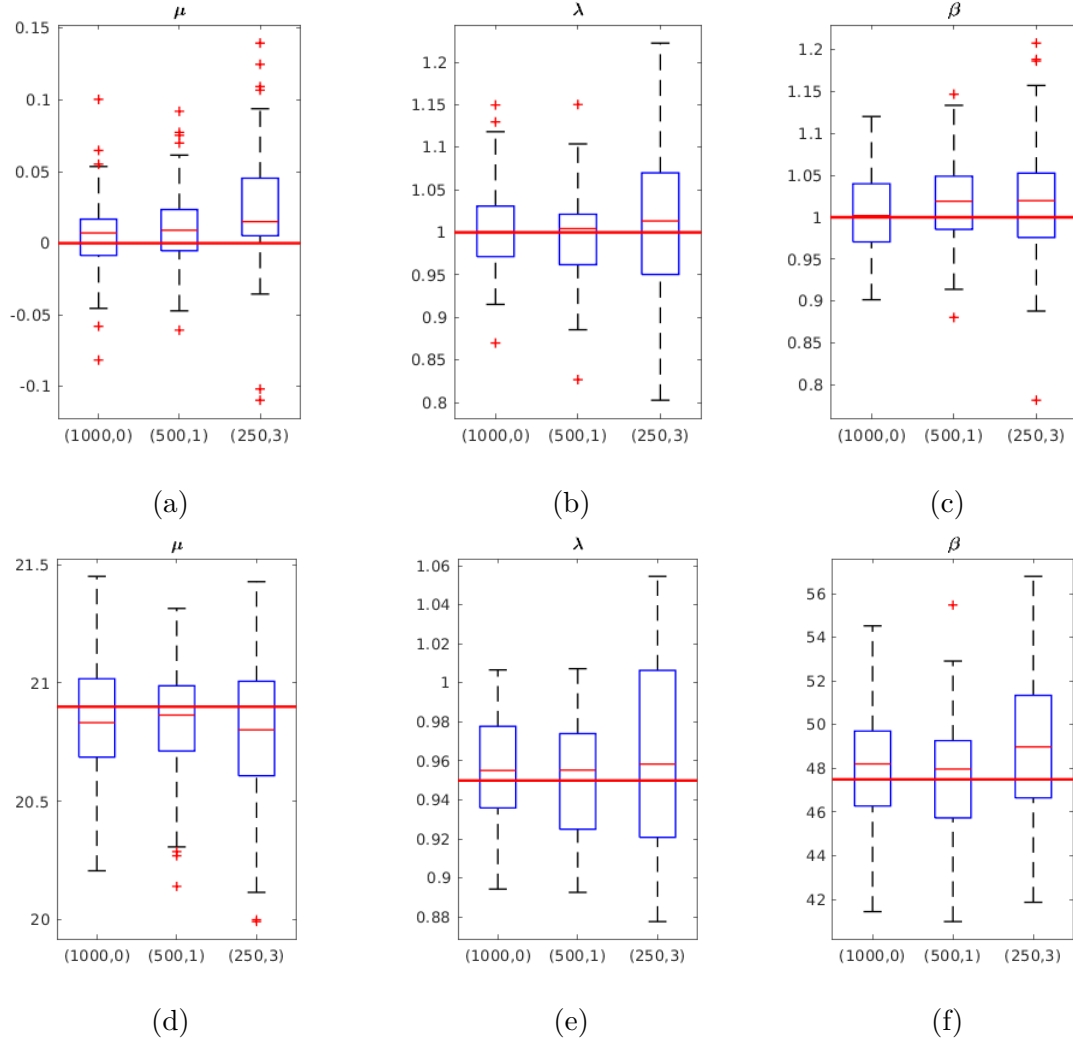 μ
0.15
0.1
0.05
0
-0.05
-0.1
(1000,0) (500,1) (250,3)
(a)
λ
1.2
1.15
1.1
1.05
1
0.95
0.9
0.85
0.8
(1000,0) (500,1) (250,3)
(b)
β
1.2
1.15
1.1
1.05
1
0.95
0.9
0.85
0.8
(1000,0) (500,1) (250,3)
(c)
μ
21.5
21
20.5
20
(1000,0) (500,1) (250,3)
(d)
λ
1.06
1.04
1.02
1
0.98
0.96
0.94
0.92
0.9
0.88
(1000,0) (500,1) (250,3)
(e)
β
56
54
52
50
48
46
44
42
(1000,0) (500,1) (250,3)
(f)